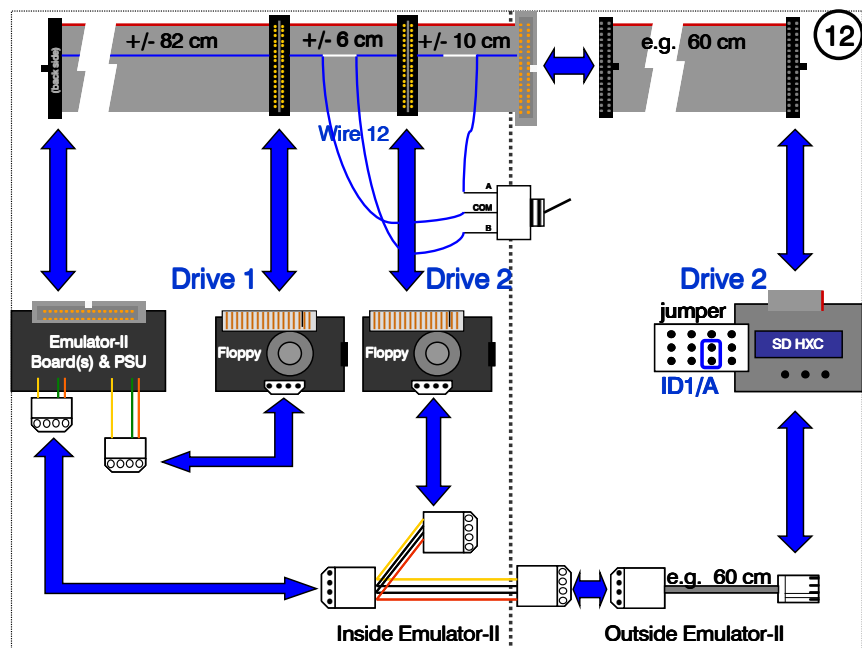 +/- 82 cm
+/- 6 cm
+/- 10 cm
e.g. 60 cm
12
(back side)
Wire 12
A
COM
B
Drive 1
Drive 2
Drive 2
jumper
Emulator-II
Board(s) & PSU
Floppy
Floppy
SD HXC
ID1/A
e.g. 60 cm
Inside Emulator-II
Outside Emulator-II